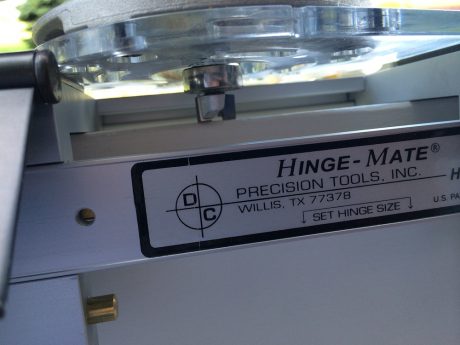 HINGE-MATE®
PRECISION TOOLS, INC.
D
C
WILLIS, TX 77378
SET HINGE SIZE
H
U.S. PA